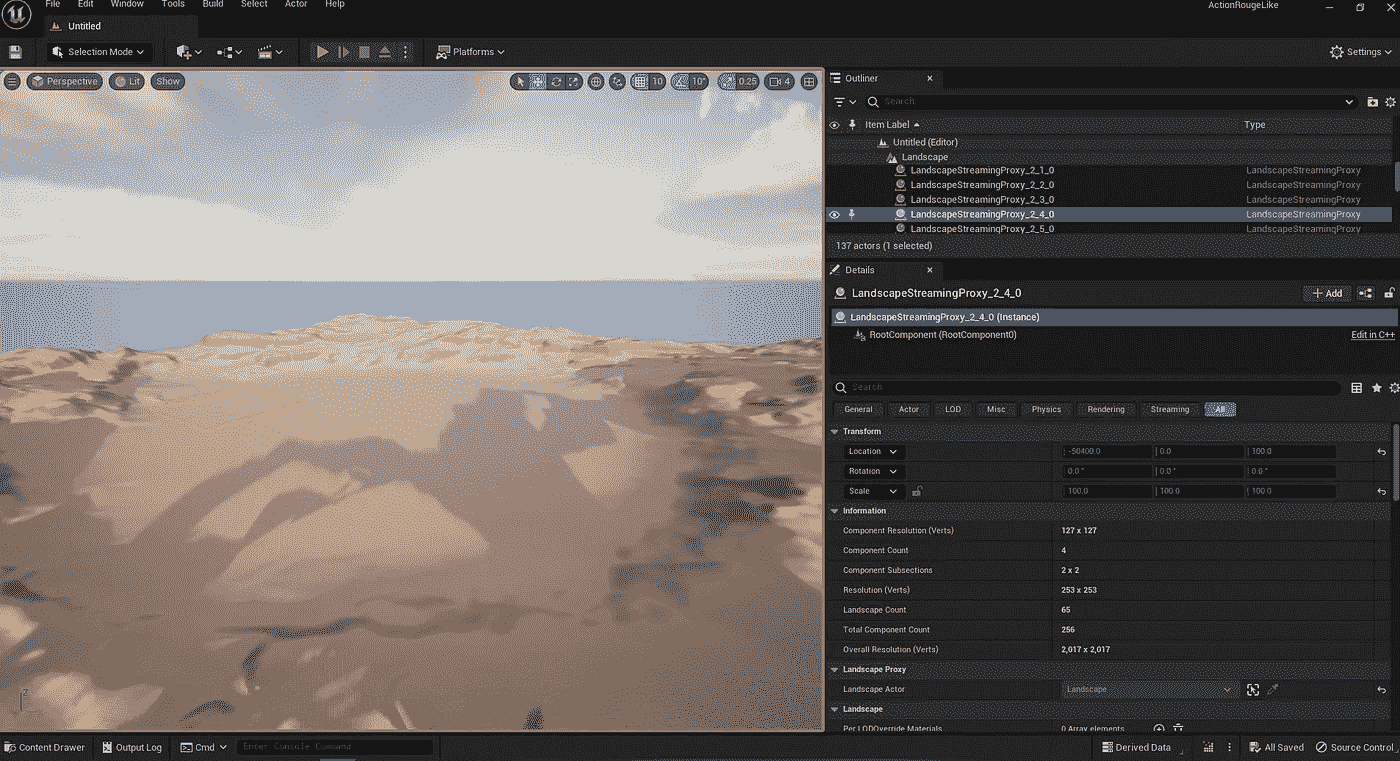 File Edit Window Tools Build Select Actor Help
ActionRougeLike
Untitled
Selection Mode
Platforms
Settings
Perspective Lit Show
10 10° 0.25 4
Outliner
Search
Item Label Type
Untitled (Editor)
Landscape
LandscapeStreamingProxy_2_1_0 LandscapeStreamingProxy
LandscapeStreamingProxy_2_2_0 LandscapeStreamingProxy
LandscapeStreamingProxy_2_3_0 LandscapeStreamingProxy
LandscapeStreamingProxy_2_4_0 LandscapeStreamingProxy
LandscapeStreamingProxy_2_5_0 LandscapeStreamingProxy
137 actors (1 selected)
Details
LandscapeStreamingProxy_2_4_0
Add
LandscapeStreamingProxy_2_4_0 (Instance)
RootComponent (RootComponent0) Edit in C++
Search
General Actor LOD Misc Physics Rendering Streaming All
Transform
Location -50400.0 0.0 100.0
Rotation 0.0 ° 0.0 ° 0.0 °
Scale 100.0 100.0 100.0
Information
Component Resolution (Verts) 127 x 127
Component Count 4
Component Subsections 2 x 2
Resolution (Verts) 253 x 253
Landscape Count 65
Total Component Count 256
Overall Resolution (Verts) 2,017 x 2,017
Landscape Proxy
Landscape Actor Landscape
Landscape
Per LODOverride Materials 0 Array elements
Z
Content Drawer Output Log Cmd Enter Console Command Derived Data All Saved Source Control